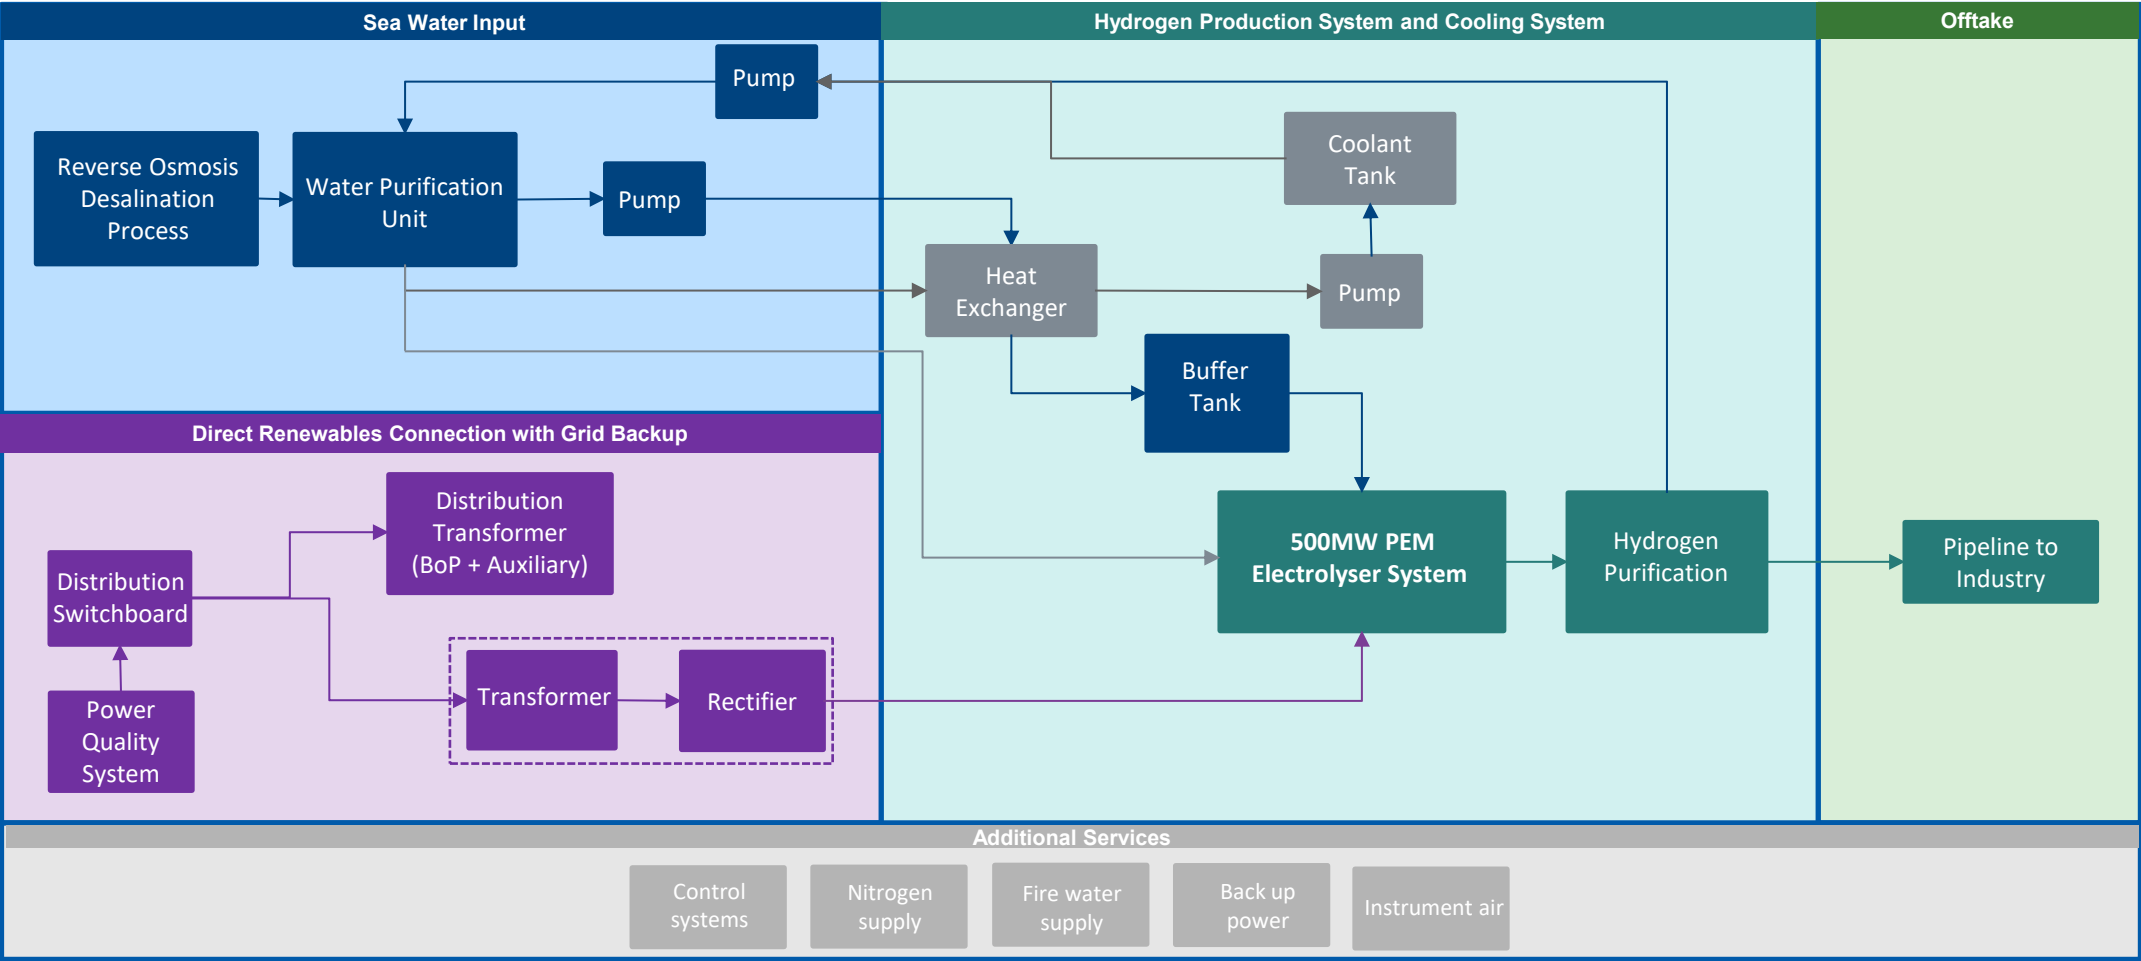 Sea Water Input
Hydrogen Production System and Cooling System
Offtake
Pump
Reverse Osmosis
Desalination
Process
Water Purification
Unit
Pump
Coolant
Tank
Heat
Exchanger
Pump
Buffer
Tank
Direct Renewables Connection with Grid Backup
Distribution
Transformer
(BoP + Auxiliary)
Distribution
Switchboard
Power
Quality
System
Transformer
Rectifier
500MW PEM
Electrolyser System
Hydrogen
Purification
Pipeline to
Industry
Additional Services
Control
systems
Nitrogen
supply
Fire water
supply
Back up
power
Instrument air